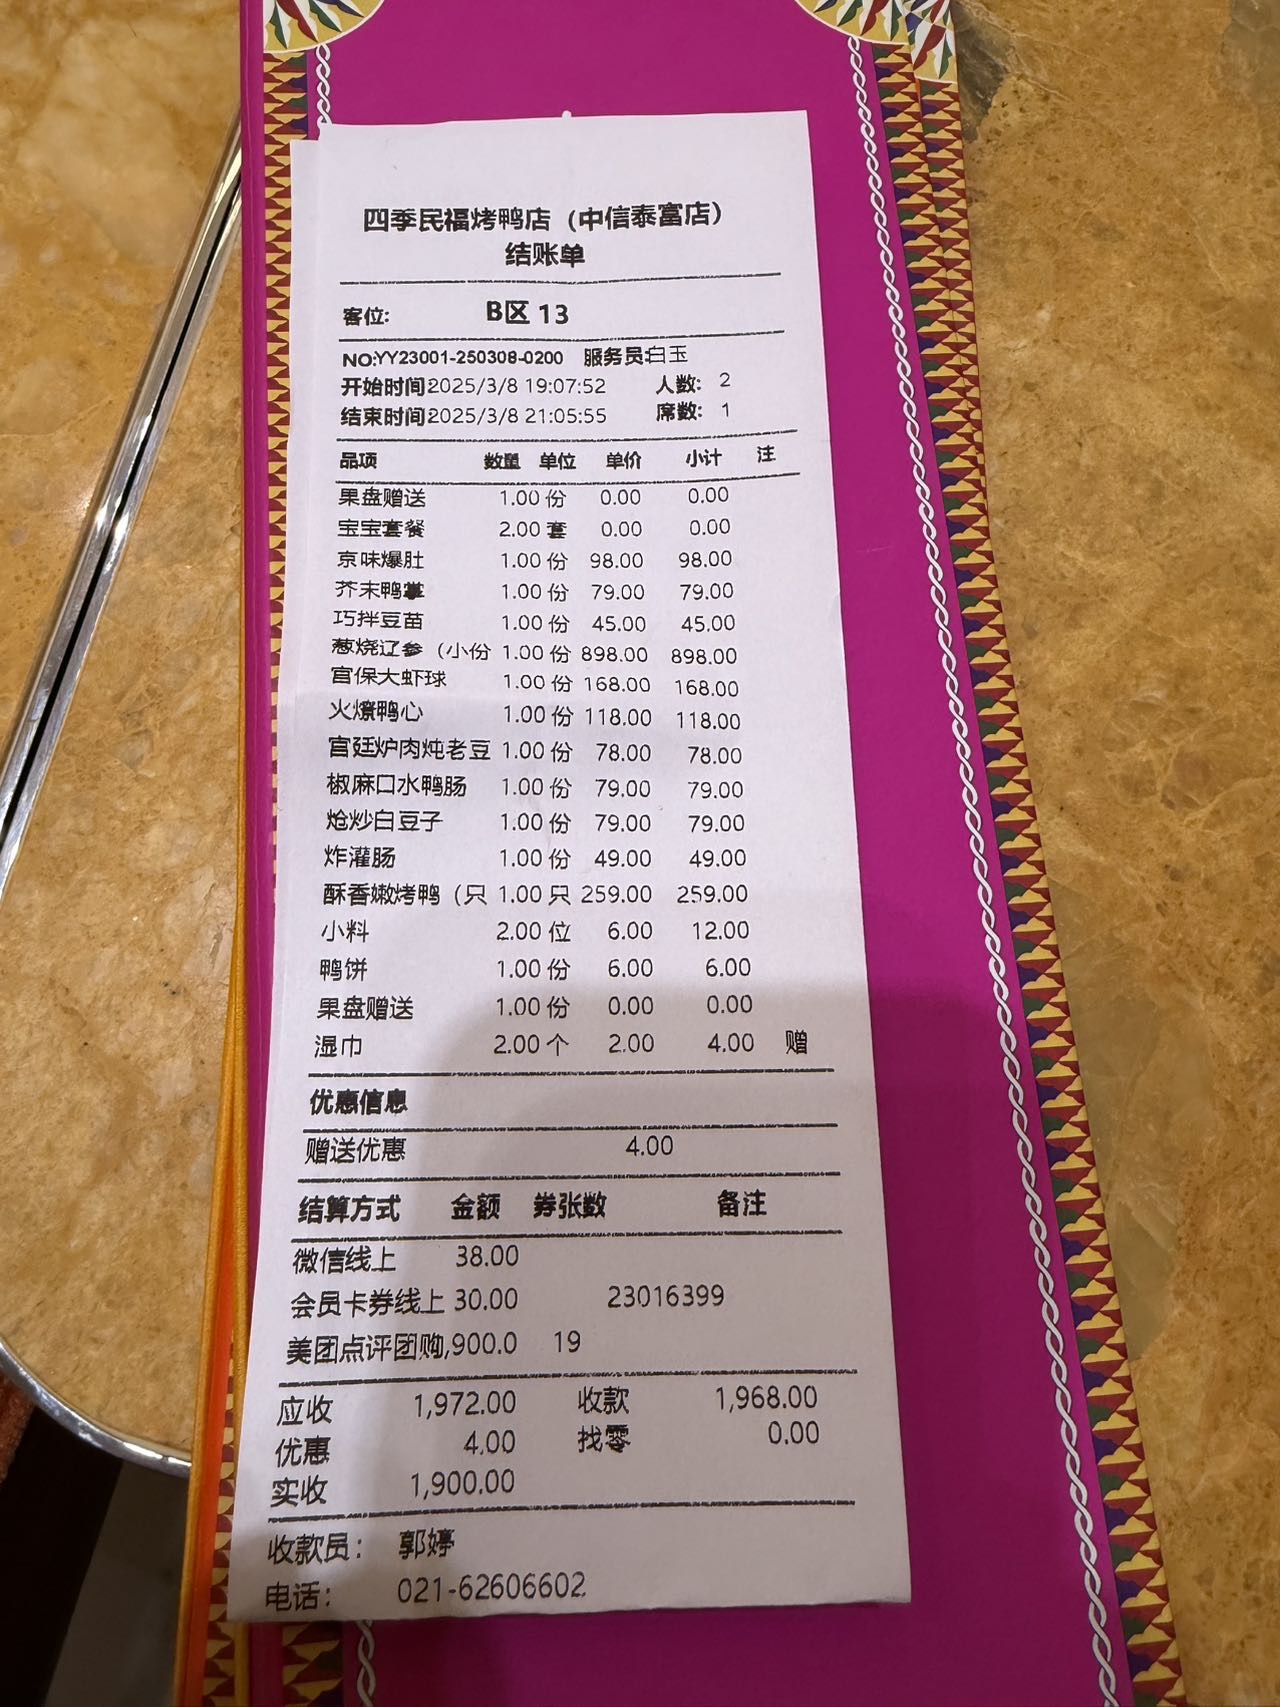 四季民福烤鸭店（中信泰富店）
结账单
客位: B区 13
NO:YY23001-250308-0200 服务员:白玉
开始时间:2025/3/8 19:07:52 人数: 2
结束时间:2025/3/8 21:05:55 席数: 1
品项 数量 单位 单价 小计 注
果盘赠送 1.00 份 0.00 0.00
宝宝套餐 2.00 套 0.00 0.00
京味爆肚 1.00 份 98.00 98.00
芥末鸭掌 1.00 份 79.00 79.00
巧拌豆苗 1.00 份 45.00 45.00
葱烧辽参（小份 1.00 份 898.00 898.00
宫保大虾球 1.00 份 168.00 168.00
火燎鸭心 1.00 份 118.00 118.00
宫廷炉肉炖老豆 1.00 份 78.00 78.00
椒麻口水鸭肠 1.00 份 79.00 79.00
炝炒白豆子 1.00 份 79.00 79.00
炸灌肠 1.00 份 49.00 49.00
酥香嫩烤鸭（只 1.00 只 259.00 259.00
小料 2.00 位 6.00 12.00
鸭饼 1.00 份 6.00 6.00
果盘赠送 1.00 份 0.00 0.00
湿巾 2.00 个 2.00 4.00 赠
优惠信息
赠送优惠 4.00
结算方式 金额 券张数 备注
微信线上 38.00
会员卡券线上 30.00 23016399
美团点评团购,900.0 19
应收 1,972.00 收款 1,968.00
优惠 4.00 找零 0.00
实收 1,900.00
收款员: 郭婷
电话: 021-62606602